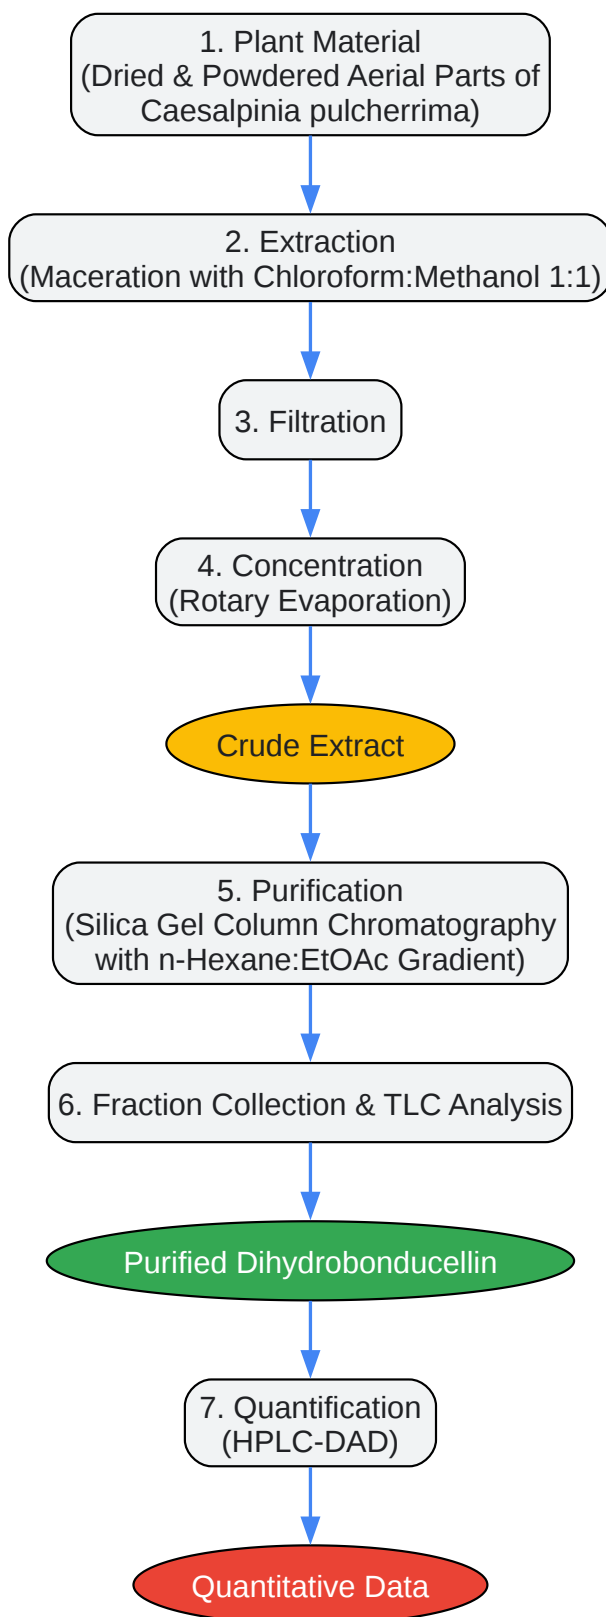 1. Plant Material
(Dried & Powdered Aerial Parts of
Caesalpinia pulcherrima)
2. Extraction
(Maceration with Chloroform:Methanol 1:1)
3. Filtration
4. Concentration
(Rotary Evaporation)
Crude Extract
5. Purification
(Silica Gel Column Chromatography
with n-Hexane:EtOAc Gradient)
6. Fraction Collection & TLC Analysis
Purified Dihydrobonducellin
7. Quantification
(HPLC-DAD)
Quantitative Data